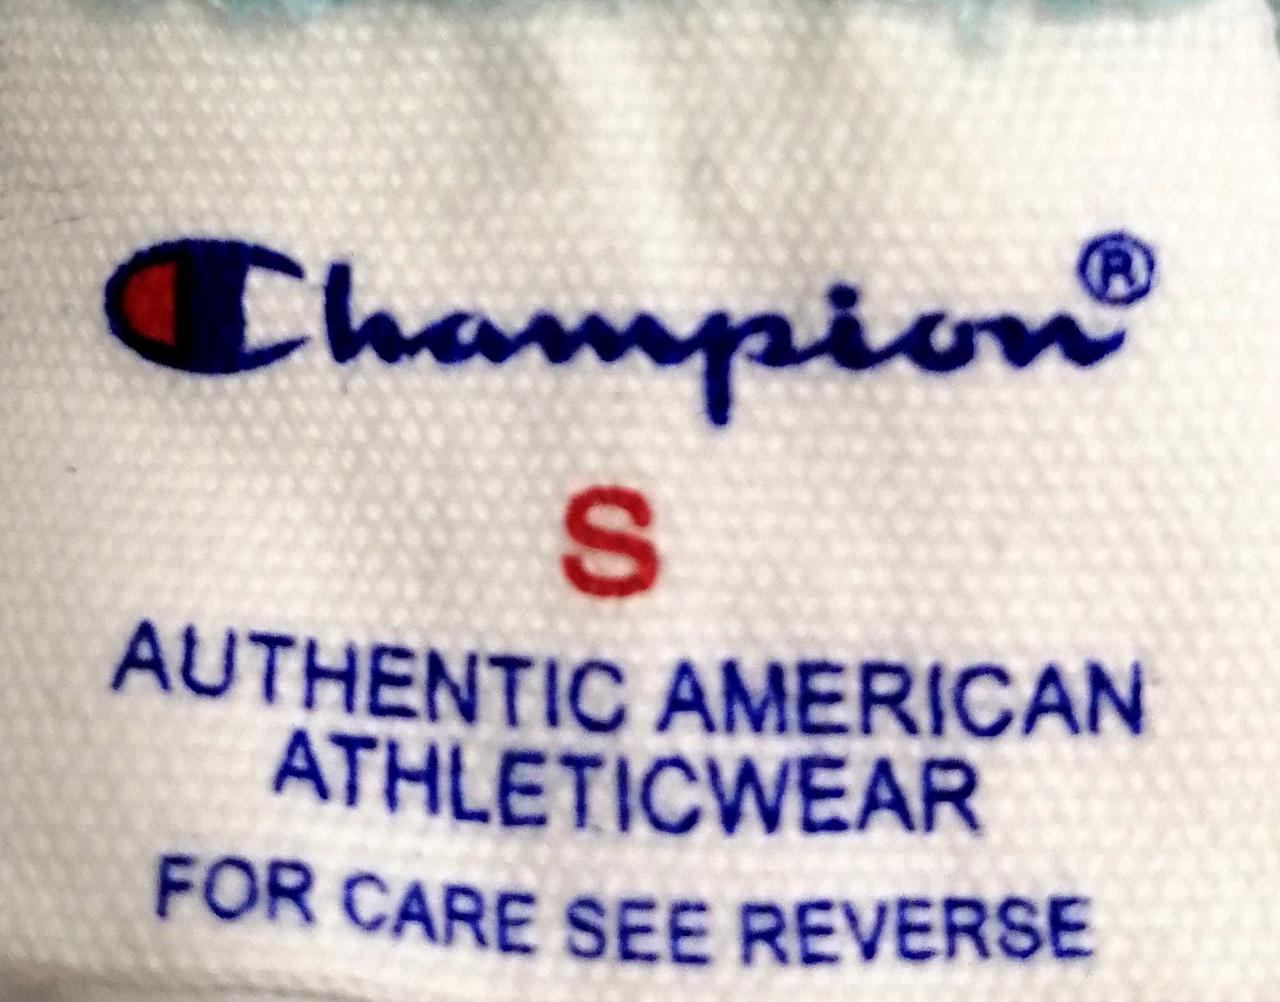 Champion®
S
AUTHENTIC AMERICAN
ATHLETICWEAR
FOR CARE SEE REVERSE